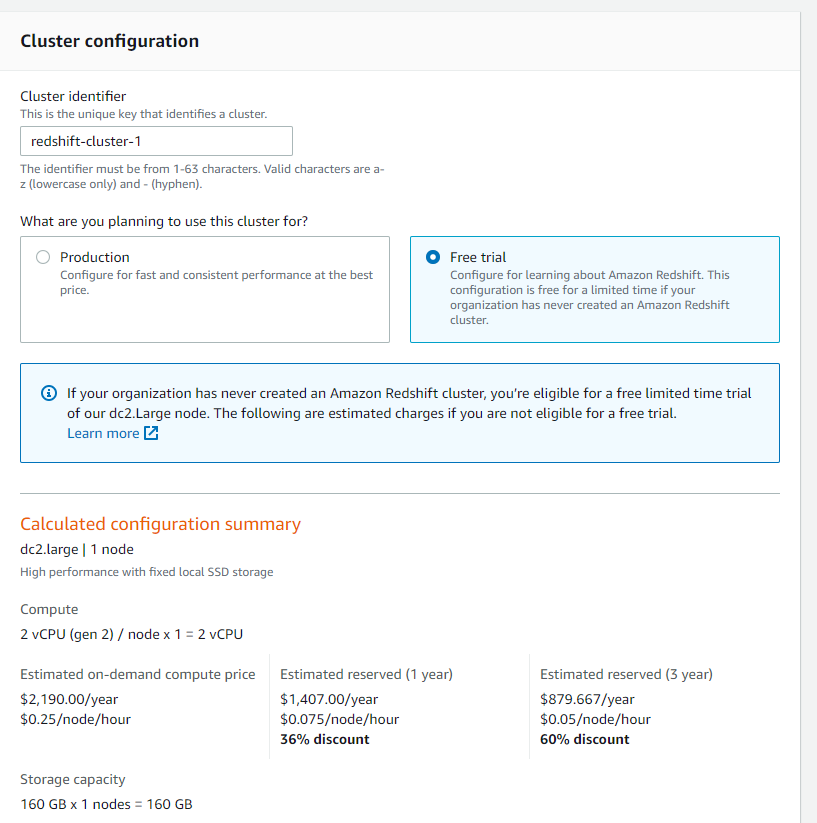 Cluster configuration
Cluster identifier
This is the unique key that identifies a cluster.
redshift-cluster-1
The identifier must be from 1-63 characters. Valid characters are a-
z (lowercase only) and - (hyphen).
What are you planning to use this cluster for?
Production
Configure for fast and consistent performance at the best
price.
Free trial
Configure for learning about Amazon Redshift. This
configuration is free for a limited time if your
organization has never created an Amazon Redshift
cluster.
If your organization has never created an Amazon Redshift cluster, you're eligible for a free limited time trial
of our dc2.Large node. The following are estimated charges if you are not eligible for a free trial.
Learn more
Calculated configuration summary
dc2.large | 1 node
High performance with fixed local SSD storage
Compute
2 vCPU (gen 2) / node x 1 = 2 vCPU
Estimated on-demand compute price
$2,190.00/year
$0.25/node/hour
Estimated reserved (1 year)
$1,407.00/year
$0.075/node/hour
36% discount
Estimated reserved (3 year)
$879.667/year
$0.05/node/hour
60% discount
Storage capacity
160 GB x 1 nodes = 160 GB